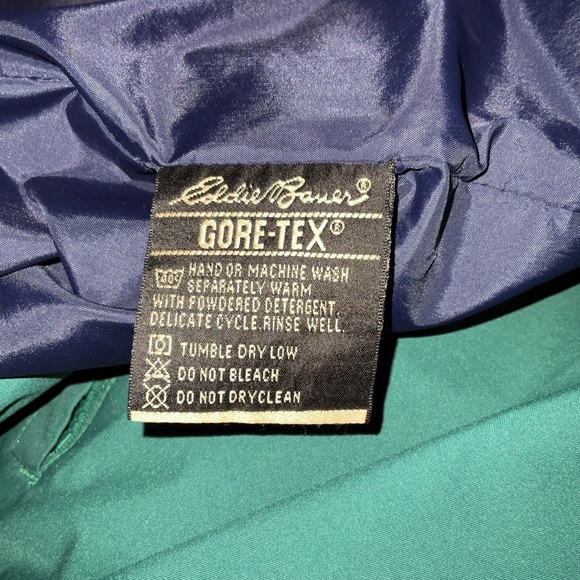 Eddie Bauer®
GORE-TEX®
HAND OR MACHINE WASH
SEPARATELY WARM
WITH POWDERED DETERGENT,
DELICATE CYCLE.RINSE WELL.
TUMBLE DRY LOW
DO NOT BLEACH
DO NOT DRYCLEAN